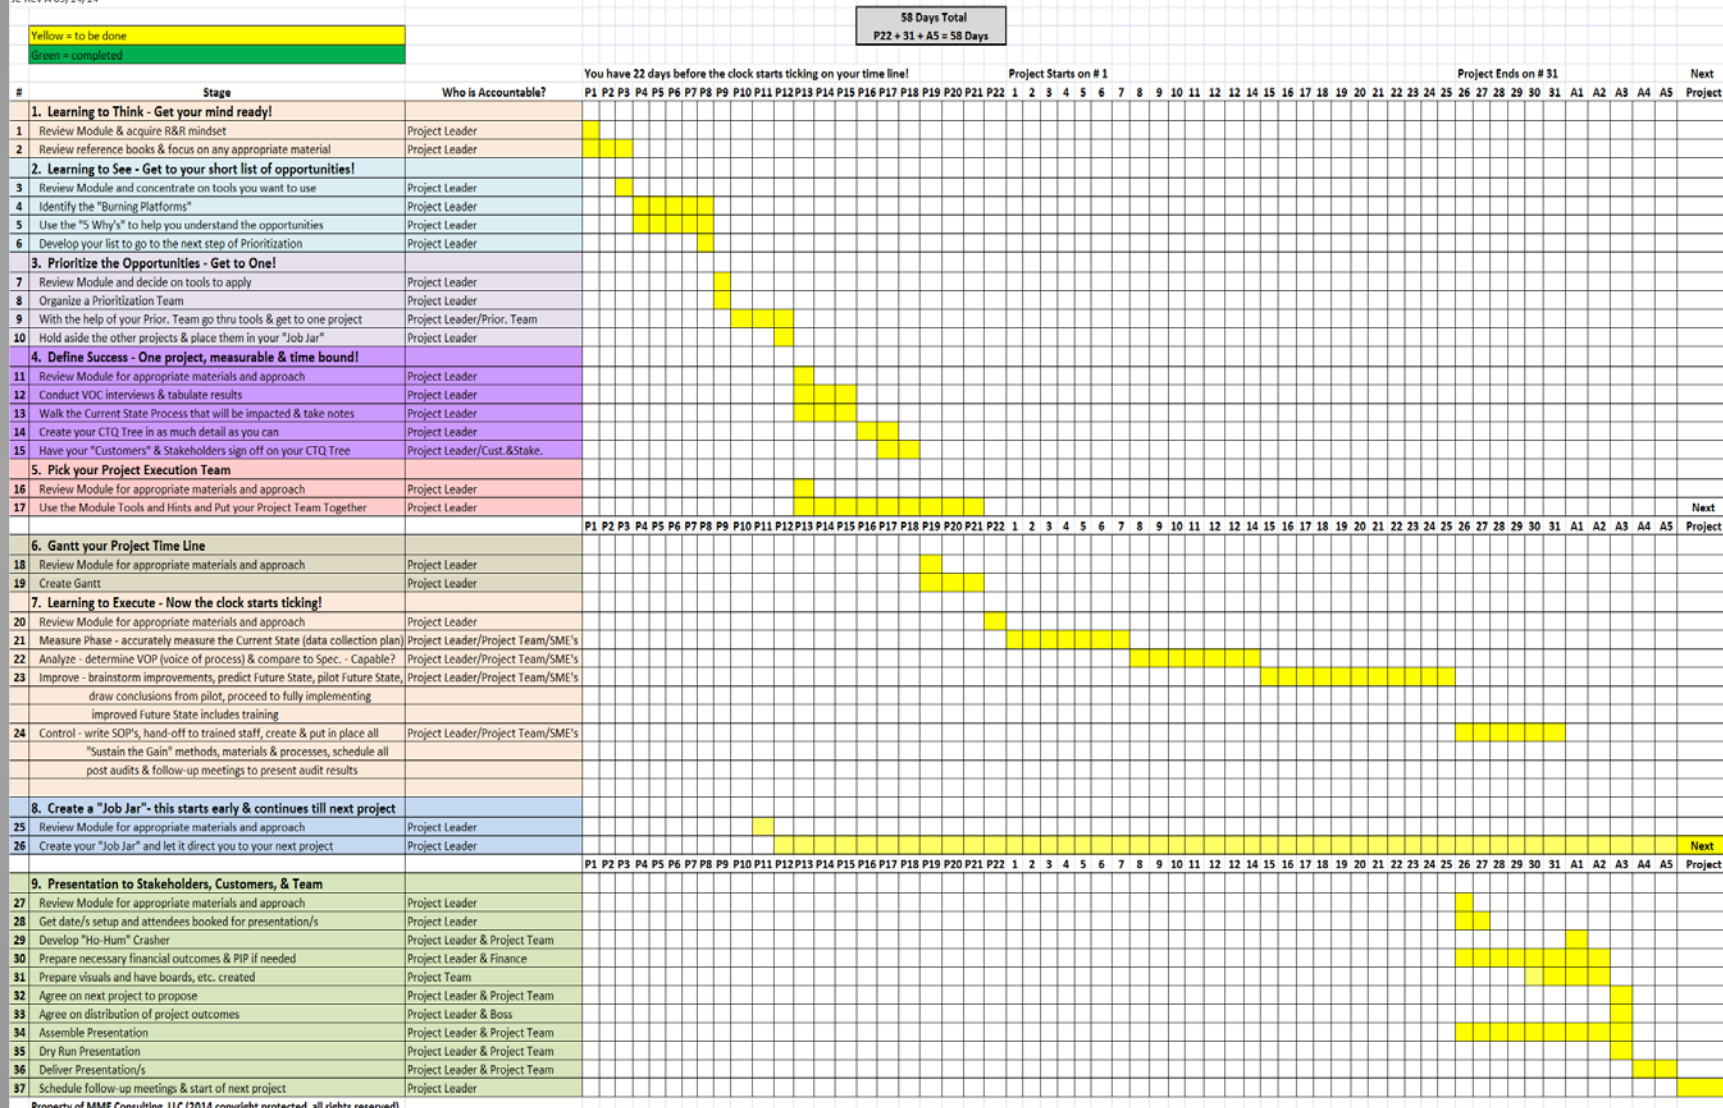 58 Days Total
Yellow = to be done
P22 + 31 + A5 = 58 Days
Green = completed
You have 22 days before the clock starts ticking on your time line! Project Starts on # 1 Project Ends on # 31 Next
# Stage Who is Accountable? P1 P2 P3 P4 P5 P6 P7 P8 P9 P10 P11 P12 P13 P14 P15 P16 P17 P18 P19 P20 P21 P22 1 2 3 4 5 6 7 8 9 10 11 12 12 14 15 16 17 18 19 20 21 22 23 24 25 26 27 28 29 30 31 A1 A2 A3 A4 A5 Project
1. Learning to Think - Get your mind ready!
1 Review Module & acquire R&R mindset Project Leader
2 Review reference books & focus on any appropriate material Project Leader
2. Learning to See - Get to your short list of opportunities!
3 Review Module and concentrate on tools you want to use Project Leader
4 Identify the "Burning Platforms" Project Leader
5 Use the "5 Why's" to help you understand the opportunities Project Leader
6 Develop your list to go to the next step of Prioritization Project Leader
3. Prioritize the Opportunities - Get to One!
7 Review Module and decide on tools to apply Project Leader
8 Organize a Prioritization Team Project Leader
9 With the help of your Prior. Team go thru tools & get to one project Project Leader/Prior. Team
10 Hold aside the other projects & place them in your "Job Jar" Project Leader
4. Define Success - One project, measurable & time bound!
11 Review Module for appropriate materials and approach Project Leader
12 Conduct VOC interviews & tabulate results Project Leader
13 Walk the Current State Process that will be impacted & take notes Project Leader
14 Create your CTQ Tree in as much detail as you can Project Leader
15 Have your "Customers" & Stakeholders sign off on your CTQ Tree Project Leader/Cust.&Stake.
5. Pick your Project Execution Team
16 Review Module for appropriate materials and approach Project Leader
17 Use the Module Tools and Hints and Put your Project Team Together Project Leader Next
P1 P2 P3 P4 P5 P6 P7 P8 P9 P10 P11 P12 P13 P14 P15 P16 P17 P18 P19 P20 P21 P22 1 2 3 4 5 6 7 8 9 10 11 12 12 14 15 16 17 18 19 20 21 22 23 24 25 26 27 28 29 30 31 A1 A2 A3 A4 A5 Project
6. Gantt your Project Time Line
18 Review Module for appropriate materials and approach Project Leader
19 Create Gantt Project Leader
7. Learning to Execute - Now the clock starts ticking!
20 Review Module for appropriate materials and approach Project Leader
21 Measure Phase - accurately measure the Current State (data collection plan) Project Leader/Project Team/SME's
22 Analyze - determine VOP (voice of process) & compare to Spec. - Capable? Project Leader/Project Team/SME's
23 Improve - brainstorm improvements, predict Future State, pilot Future State, Project Leader/Project Team/SME's
draw conclusions from pilot, proceed to fully implementing
improved Future State includes training
24 Control - write SOP's, hand-off to trained staff, create & put in place all Project Leader/Project Team/SME's
"Sustain the Gain" methods, materials & processes, schedule all
post audits & follow-up meetings to present audit results
8. Create a "Job Jar"- this starts early & continues till next project
25 Review Module for appropriate materials and approach Project Leader
26 Create your "Job Jar" and let it direct you to your next project Project Leader Next
P1 P2 P3 P4 P5 P6 P7 P8 P9 P10 P11 P12 P13 P14 P15 P16 P17 P18 P19 P20 P21 P22 1 2 3 4 5 6 7 8 9 10 11 12 12 14 15 16 17 18 19 20 21 22 23 24 25 26 27 28 29 30 31 A1 A2 A3 A4 A5 Project
9. Presentation to Stakeholders, Customers, & Team
27 Review Module for appropriate materials and approach Project Leader
28 Get date/s setup and attendees booked for presentation/s Project Leader
29 Develop "Ho-Hum" Crasher Project Leader & Project Team
30 Prepare necessary financial outcomes & PIP if needed Project Leader & Finance
31 Prepare visuals and have boards, etc. created Project Team
32 Agree on next project to propose Project Leader & Project Team
33 Agree on distribution of project outcomes Project Leader & Boss
34 Assemble Presentation Project Leader & Project Team
35 Dry Run Presentation Project Leader & Project Team
36 Deliver Presentation/s Project Leader & Project Team
37 Schedule follow-up meetings & start of next project Project Leader
Property of MME Consulting, LLC (2014 copyright protected, all rights reserved)